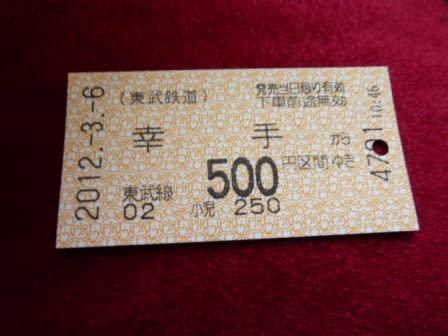 2012.-3.-6
(東武鉄道)
発売当日限り有効
下車前途無効
幸手から
東武線 500円区間ゆき
02 小児 250
4791 10:46